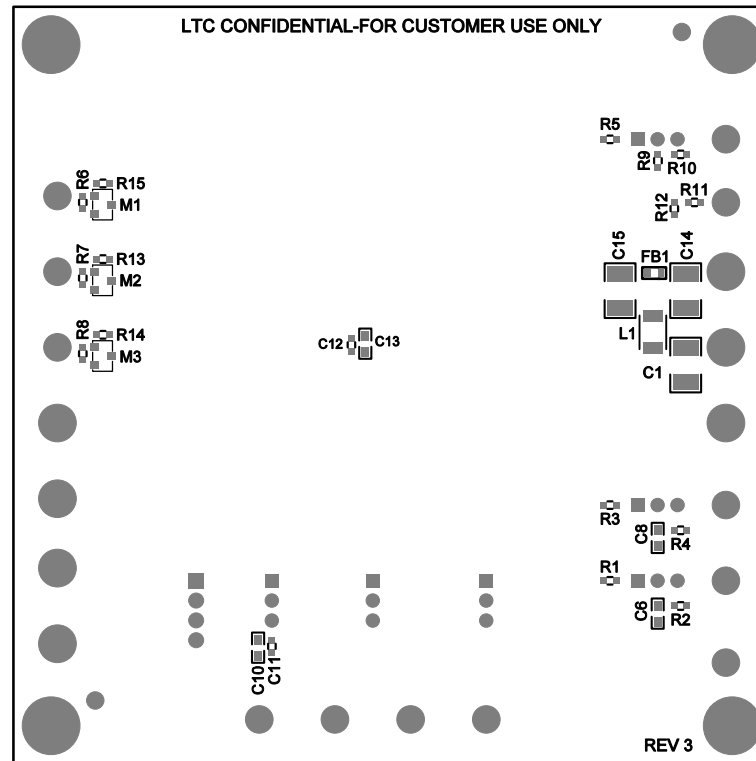 LTC CONFIDENTIAL-FOR CUSTOMER USE ONLY
R5
R9
R10
R6
R15
M1
R11
R12
R7
R13
M2
C15
FB1
C14
R8
R14
M3
C12
C13
L1
C1
R3
C8
R4
R1
C6
R2
C10
C11
REV 3